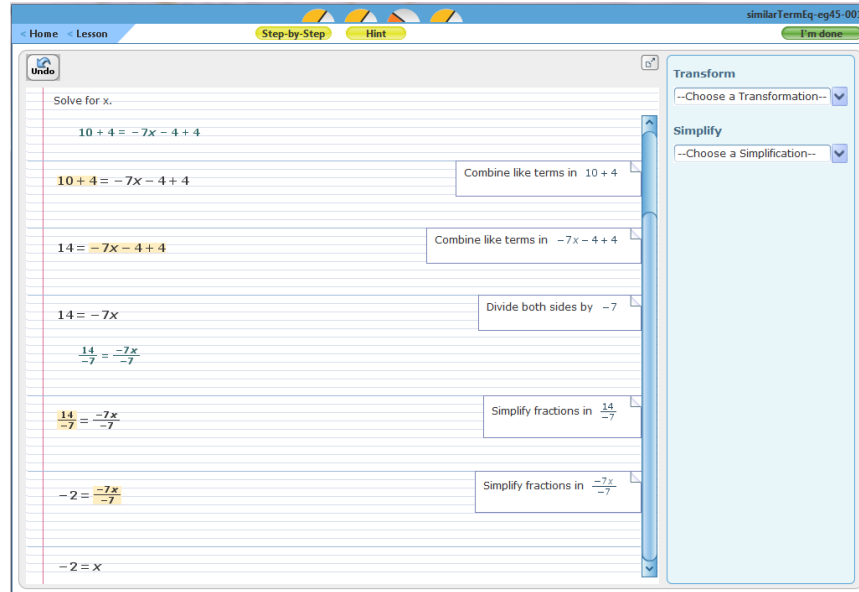 similarTermEq-eg45-001
< Home < Lesson
Step-by-Step
Hint
I'm done
Undo
Solve for x.
10 + 4 = −7x − 4 + 4
10 + 4 = −7x − 4 + 4
Combine like terms in 10 + 4
14 = −7x − 4 + 4
Combine like terms in −7x − 4 + 4
14 = −7x
Divide both sides by −7
14/−7 = −7x/−7
14/−7 = −7x/−7
Simplify fractions in 14/−7
−2 = −7x/−7
Simplify fractions in −7x/−7
−2 = x
Transform
--Choose a Transformation--
Simplify
--Choose a Simplification--